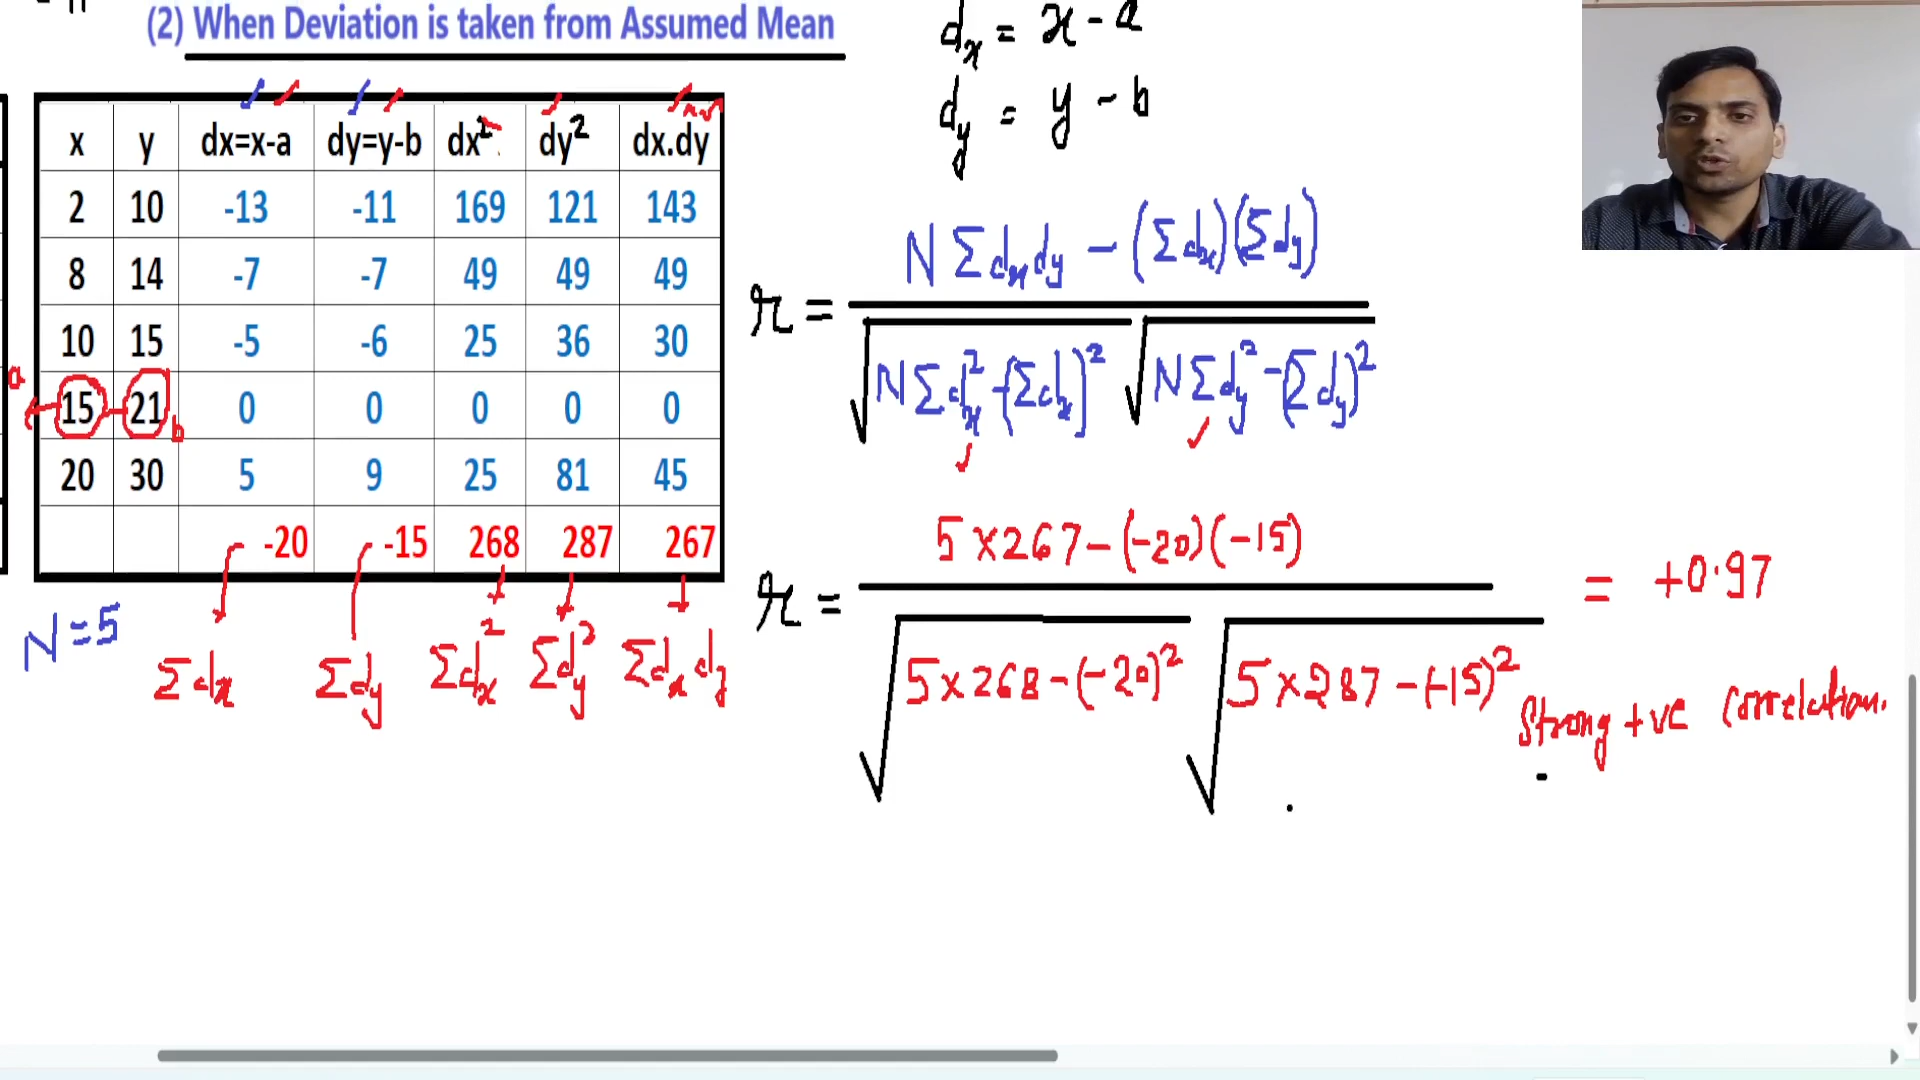 (2) When Deviation is taken from Assumed Mean
x y dx=x-a dy=y-b dx² dy² dx.dy
2 10 -13 -11 169 121 143
8 14 -7 -7 49 49 49
10 15 -5 -6 25 36 30
a 15 21 b 0 0 0 0 0
20 30 5 9 25 81 45
-20 -15 268 287 267
N=5
Σdx Σdy Σdx² Σdy² Σdx dy
dx = x - a
dy = y - b
NΣdxdy - (Σdx)(Σdy)
r =
√NΣdx² - (Σdx)² √NΣdy² - (Σdy)²
5×267-(-20)(-15)
r = = +0.97
√5×268-(-20)² √5×287-(-15)²
Strong +ve correlation.